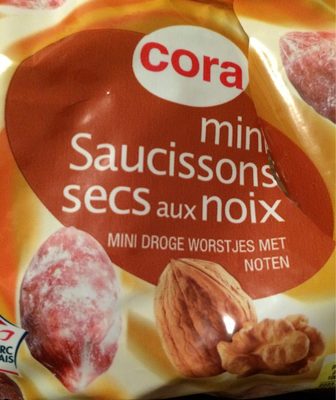 cora
mini
Saucissons
secs aux noix
MINI DROGE WORSTJES MET
NOTEN